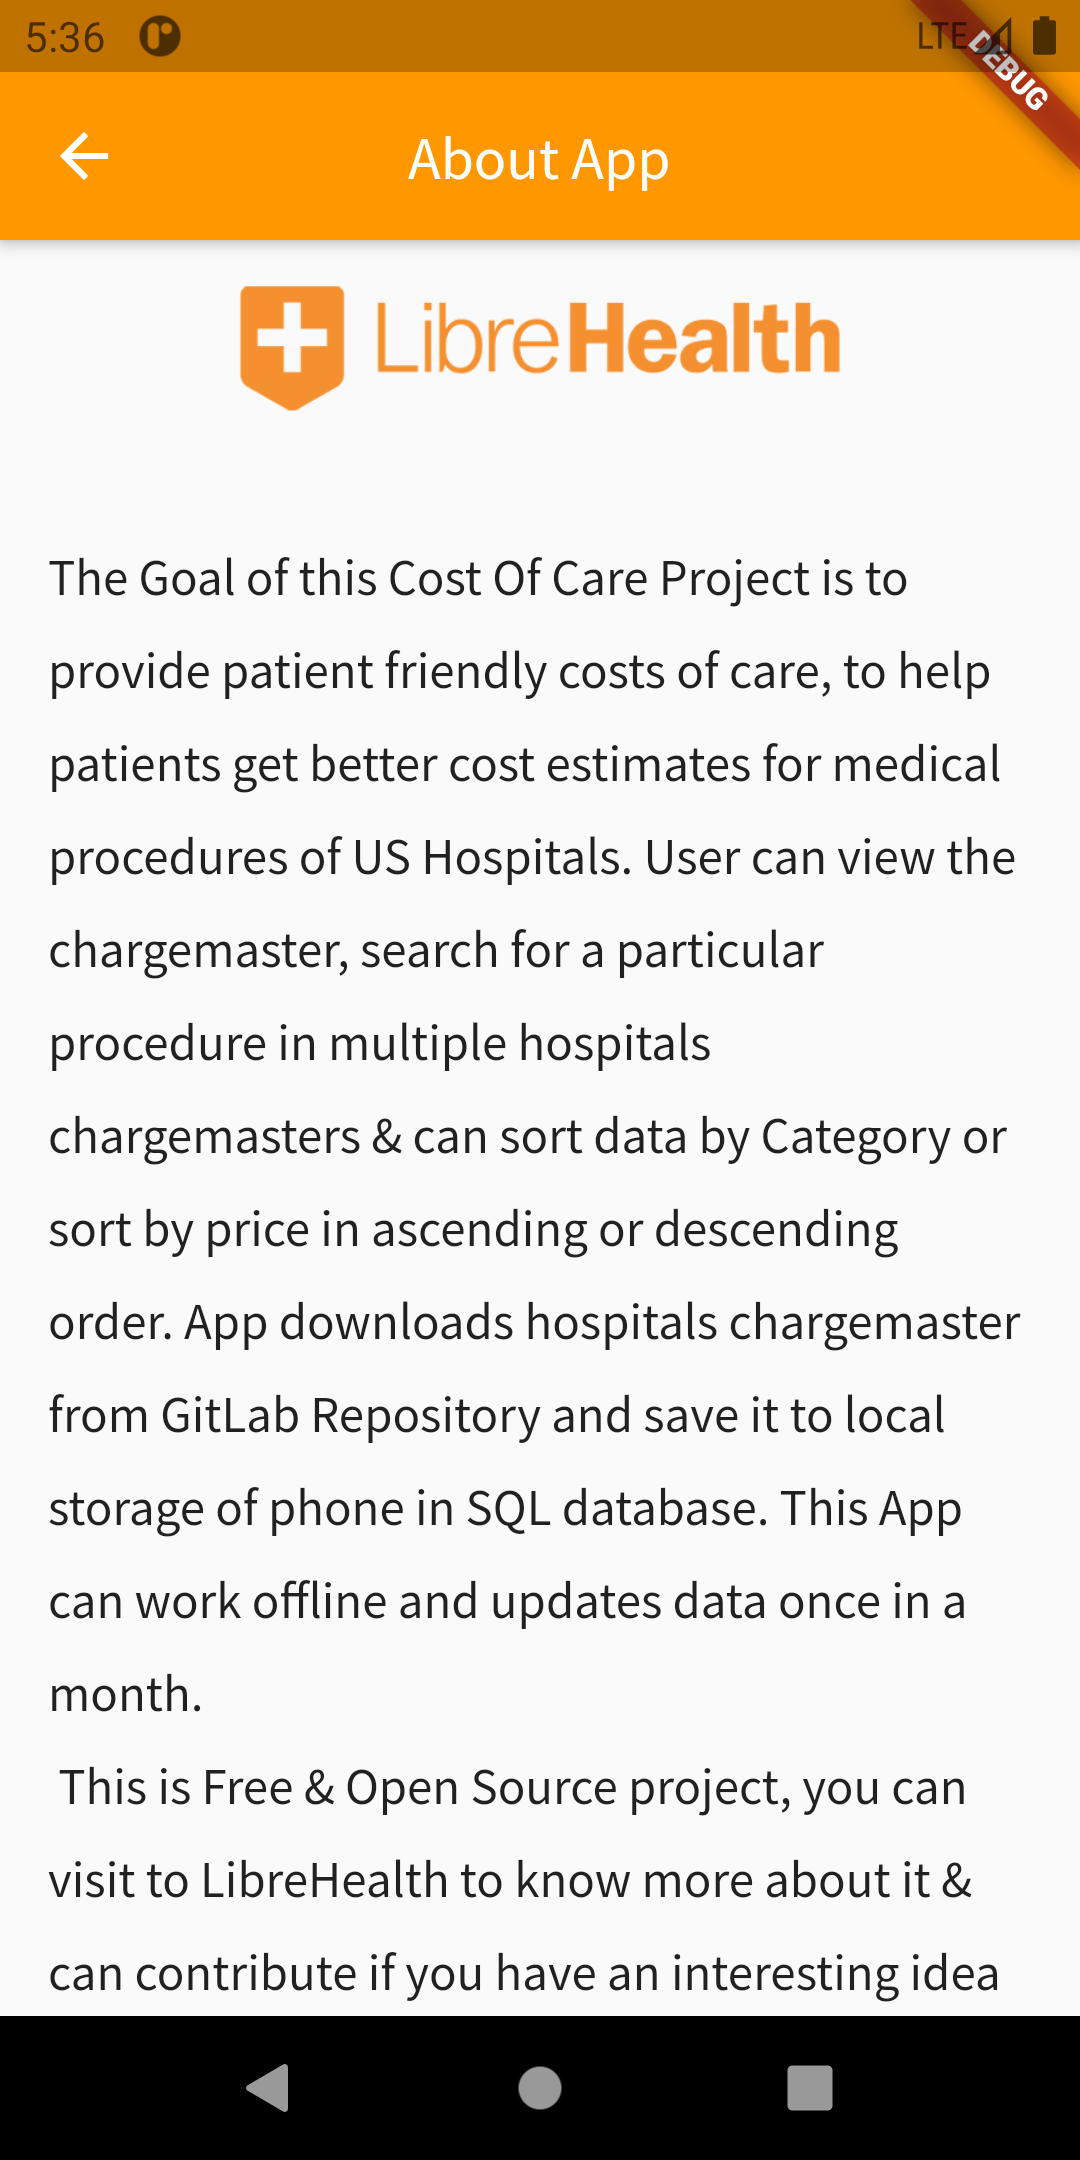 5:36
LTE
DEBUG
About App
LibreHealth
The Goal of this Cost Of Care Project is to
provide patient friendly costs of care, to help
patients get better cost estimates for medical
procedures of US Hospitals. User can view the
chargemaster, search for a particular
procedure in multiple hospitals
chargemasters & can sort data by Category or
sort by price in ascending or descending
order. App downloads hospitals chargemaster
from GitLab Repository and save it to local
storage of phone in SQL database. This App
can work offline and updates data once in a
month.
This is Free & Open Source project, you can
visit to LibreHealth to know more about it &
can contribute if you have an interesting idea